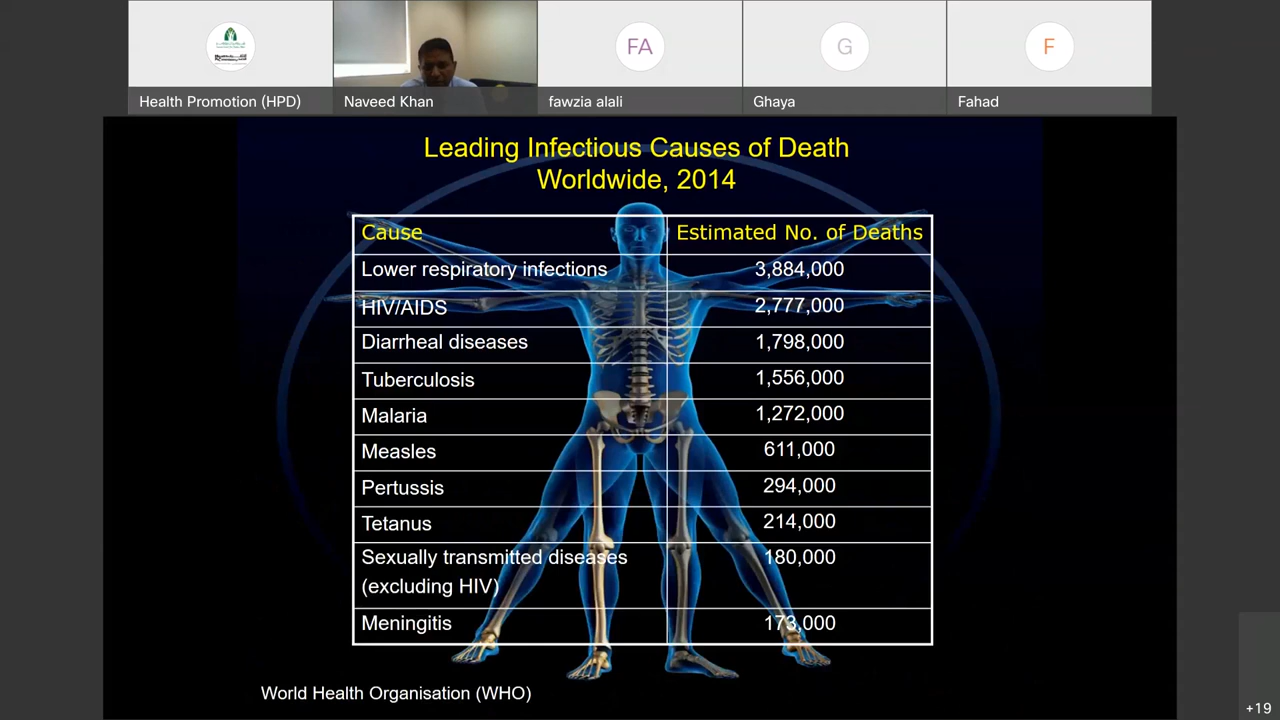 FA
G
F
Health Promotion (HPD)
Naveed Khan
fawzia alali
Ghaya
Fahad
Leading Infectious Causes of Death
Worldwide, 2014
Cause Estimated No. of Deaths
Lower respiratory infections 3,884,000
HIV/AIDS 2,777,000
Diarrheal diseases 1,798,000
Tuberculosis 1,556,000
Malaria 1,272,000
Measles 611,000
Pertussis 294,000
Tetanus 214,000
Sexually transmitted diseases 180,000
(excluding HIV)
Meningitis 173,000
World Health Organisation (WHO)
+19